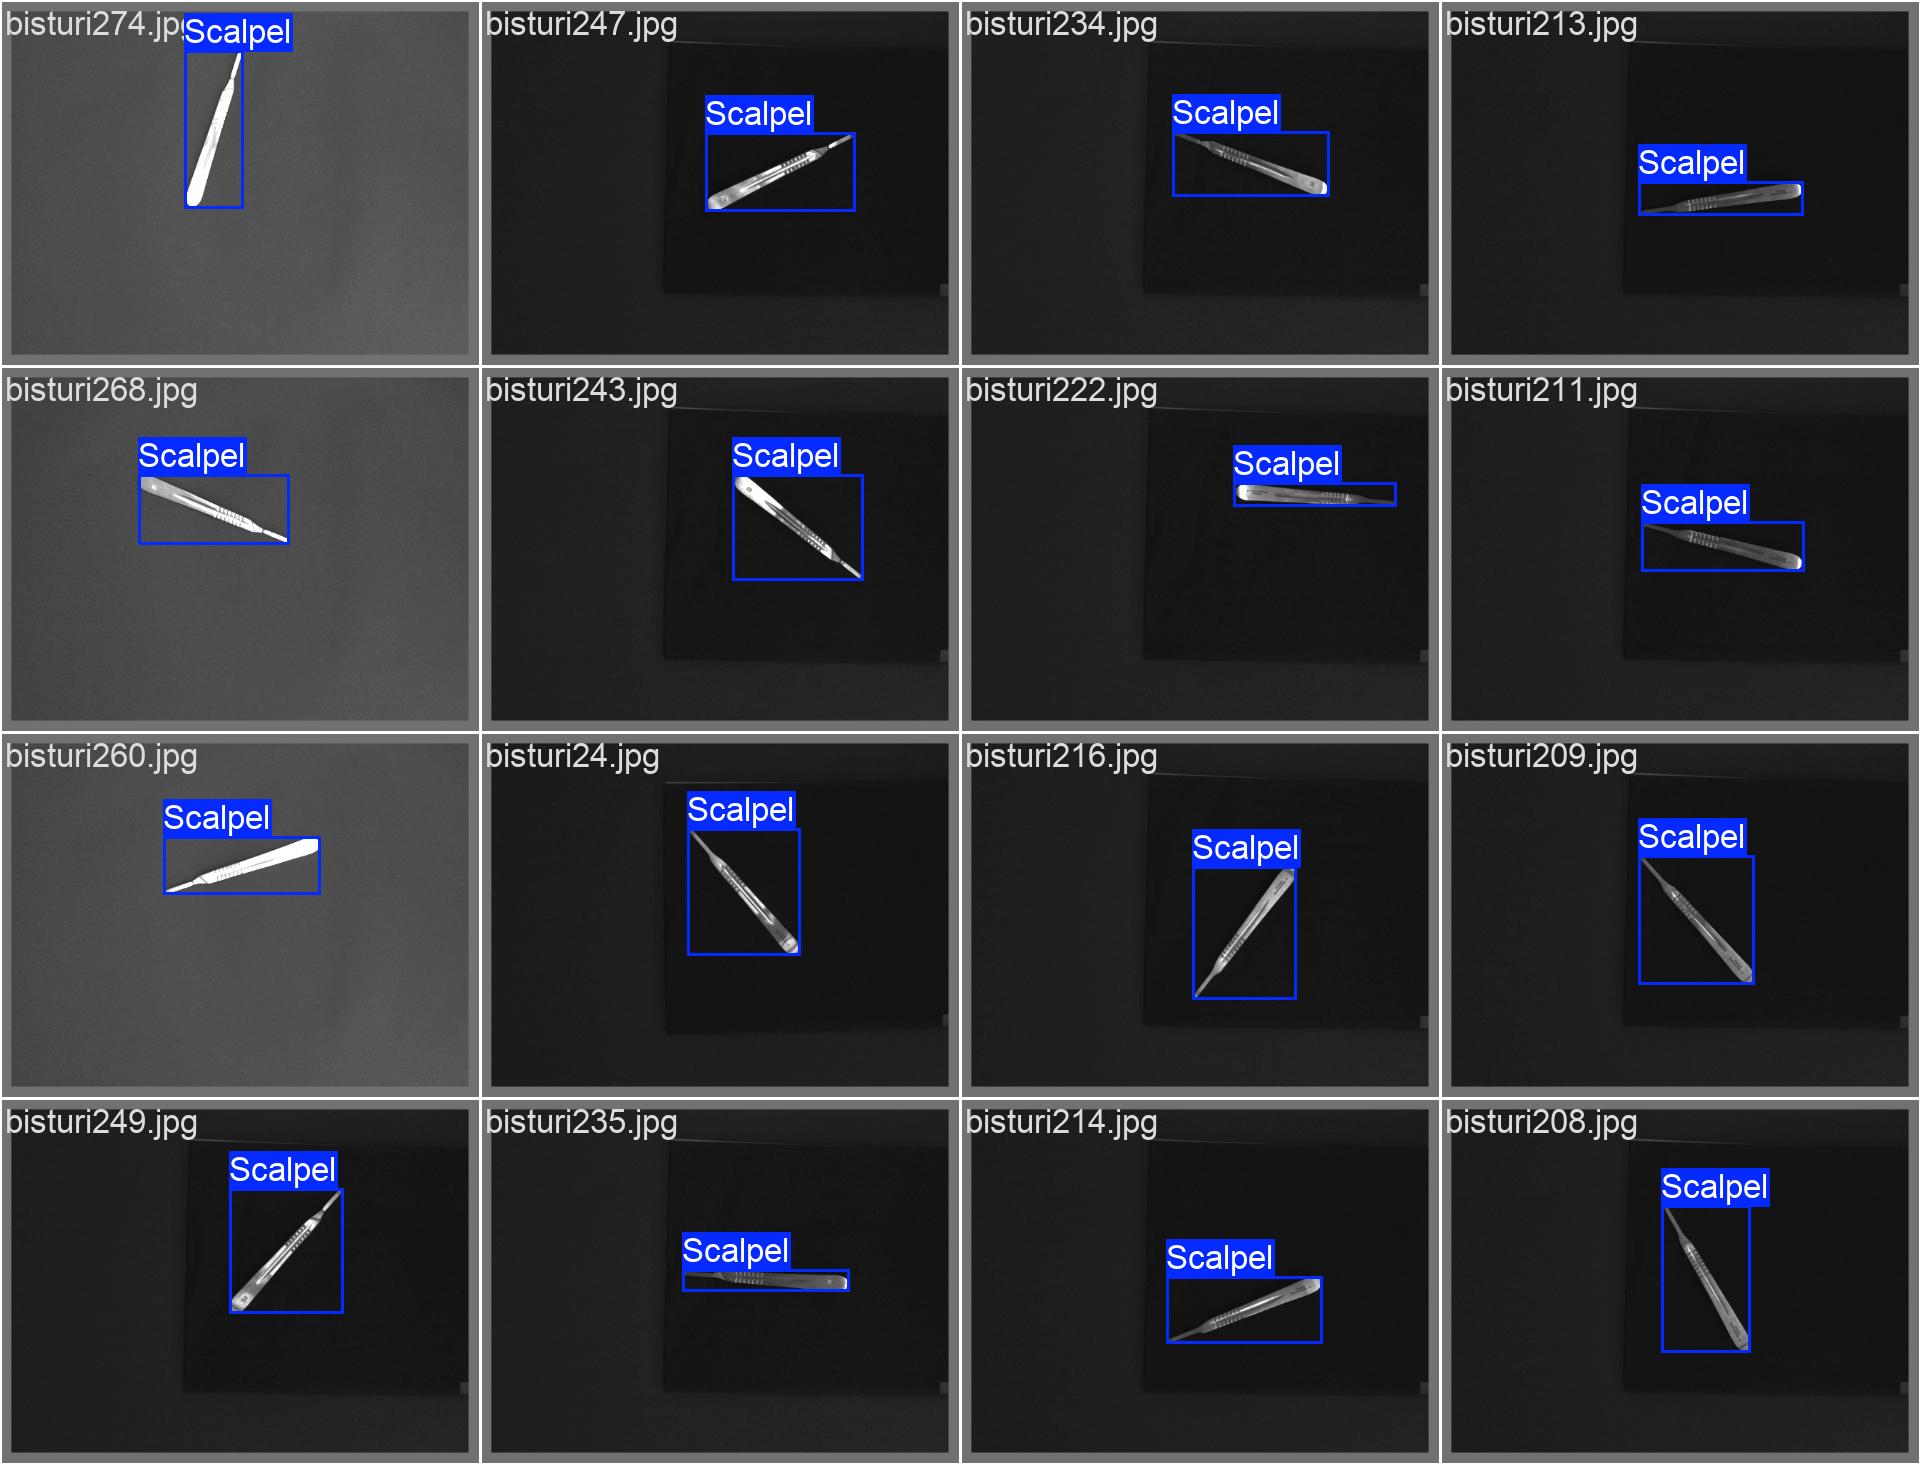 bisturi274.jpg
Scalpel
bisturi247.jpg
Scalpel
bisturi234.jpg
Scalpel
bisturi213.jpg
Scalpel
bisturi268.jpg
Scalpel
bisturi243.jpg
Scalpel
bisturi222.jpg
Scalpel
bisturi211.jpg
Scalpel
bisturi260.jpg
Scalpel
bisturi24.jpg
Scalpel
bisturi216.jpg
Scalpel
bisturi209.jpg
Scalpel
bisturi249.jpg
Scalpel
bisturi235.jpg
Scalpel
bisturi214.jpg
Scalpel
bisturi208.jpg
Scalpel